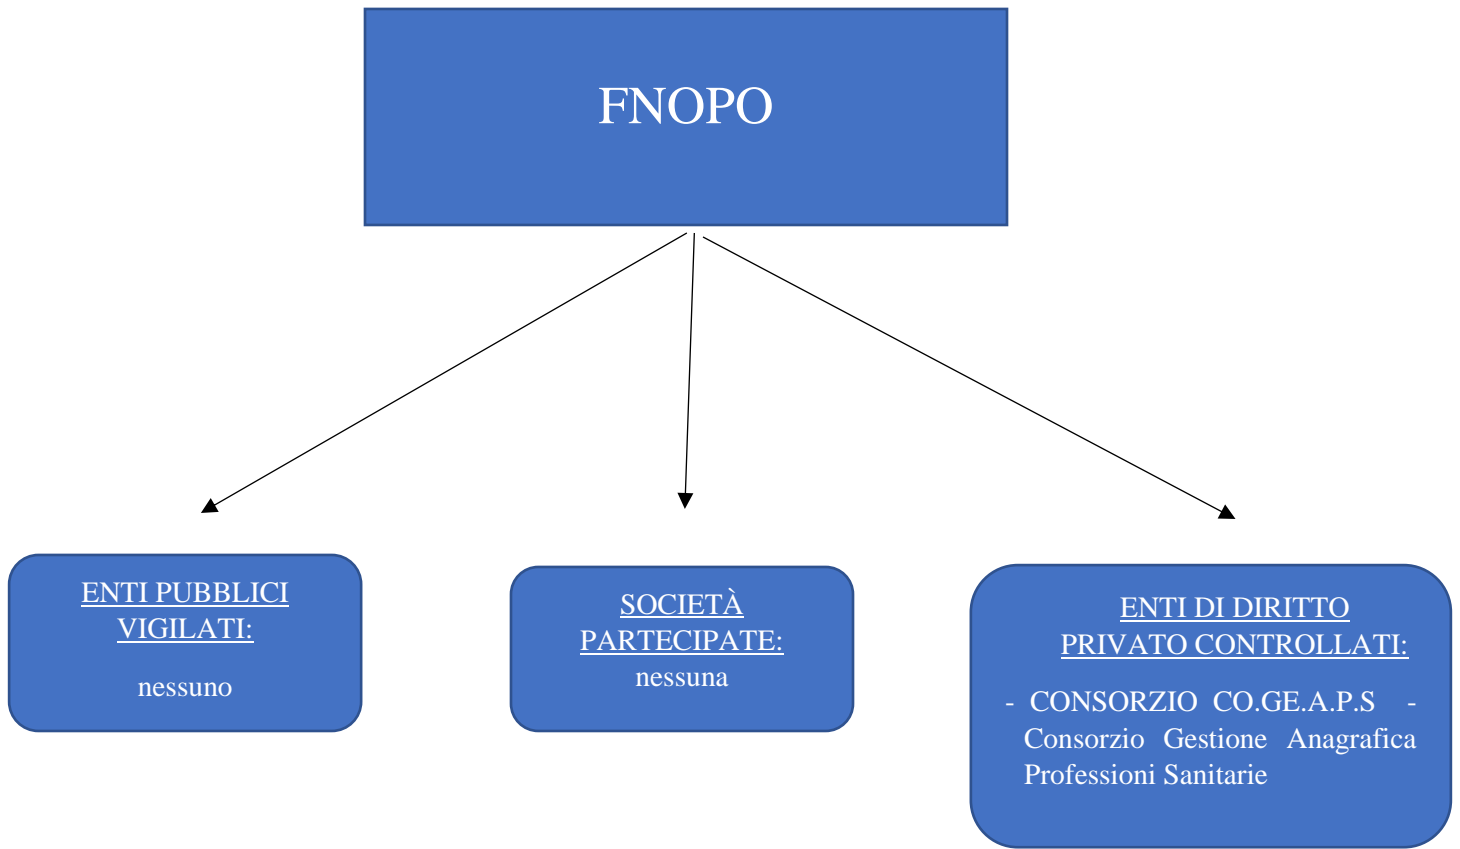 FNOPO
ENTI PUBBLICI
VIGILATI:
nessuno
SOCIETÀ
PARTECIPATE:
nessuna
ENTI DI DIRITTO
PRIVATO CONTROLLATI:
- CONSORZIO CO.GE.A.P.S -
Consorzio Gestione Anagrafica
Professioni Sanitarie